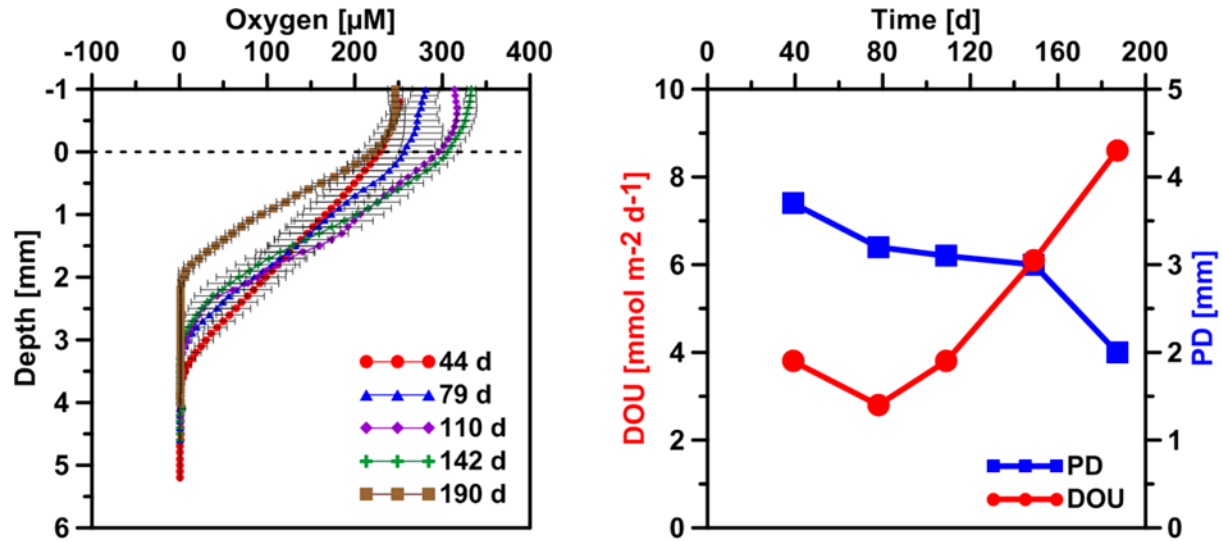 Oxygen [µM]
-100 0 100 200 300 400
-1
0
1
2
3
4
5
6
Depth [mm]
44 d
79 d
110 d
142 d
190 d
Time [d]
0 40 80 120 160 200
10
8
6
4
2
0
DOU [mmol m-2 d-1]
5
4
3
2
1
0
PD [mm]
PD
DOU